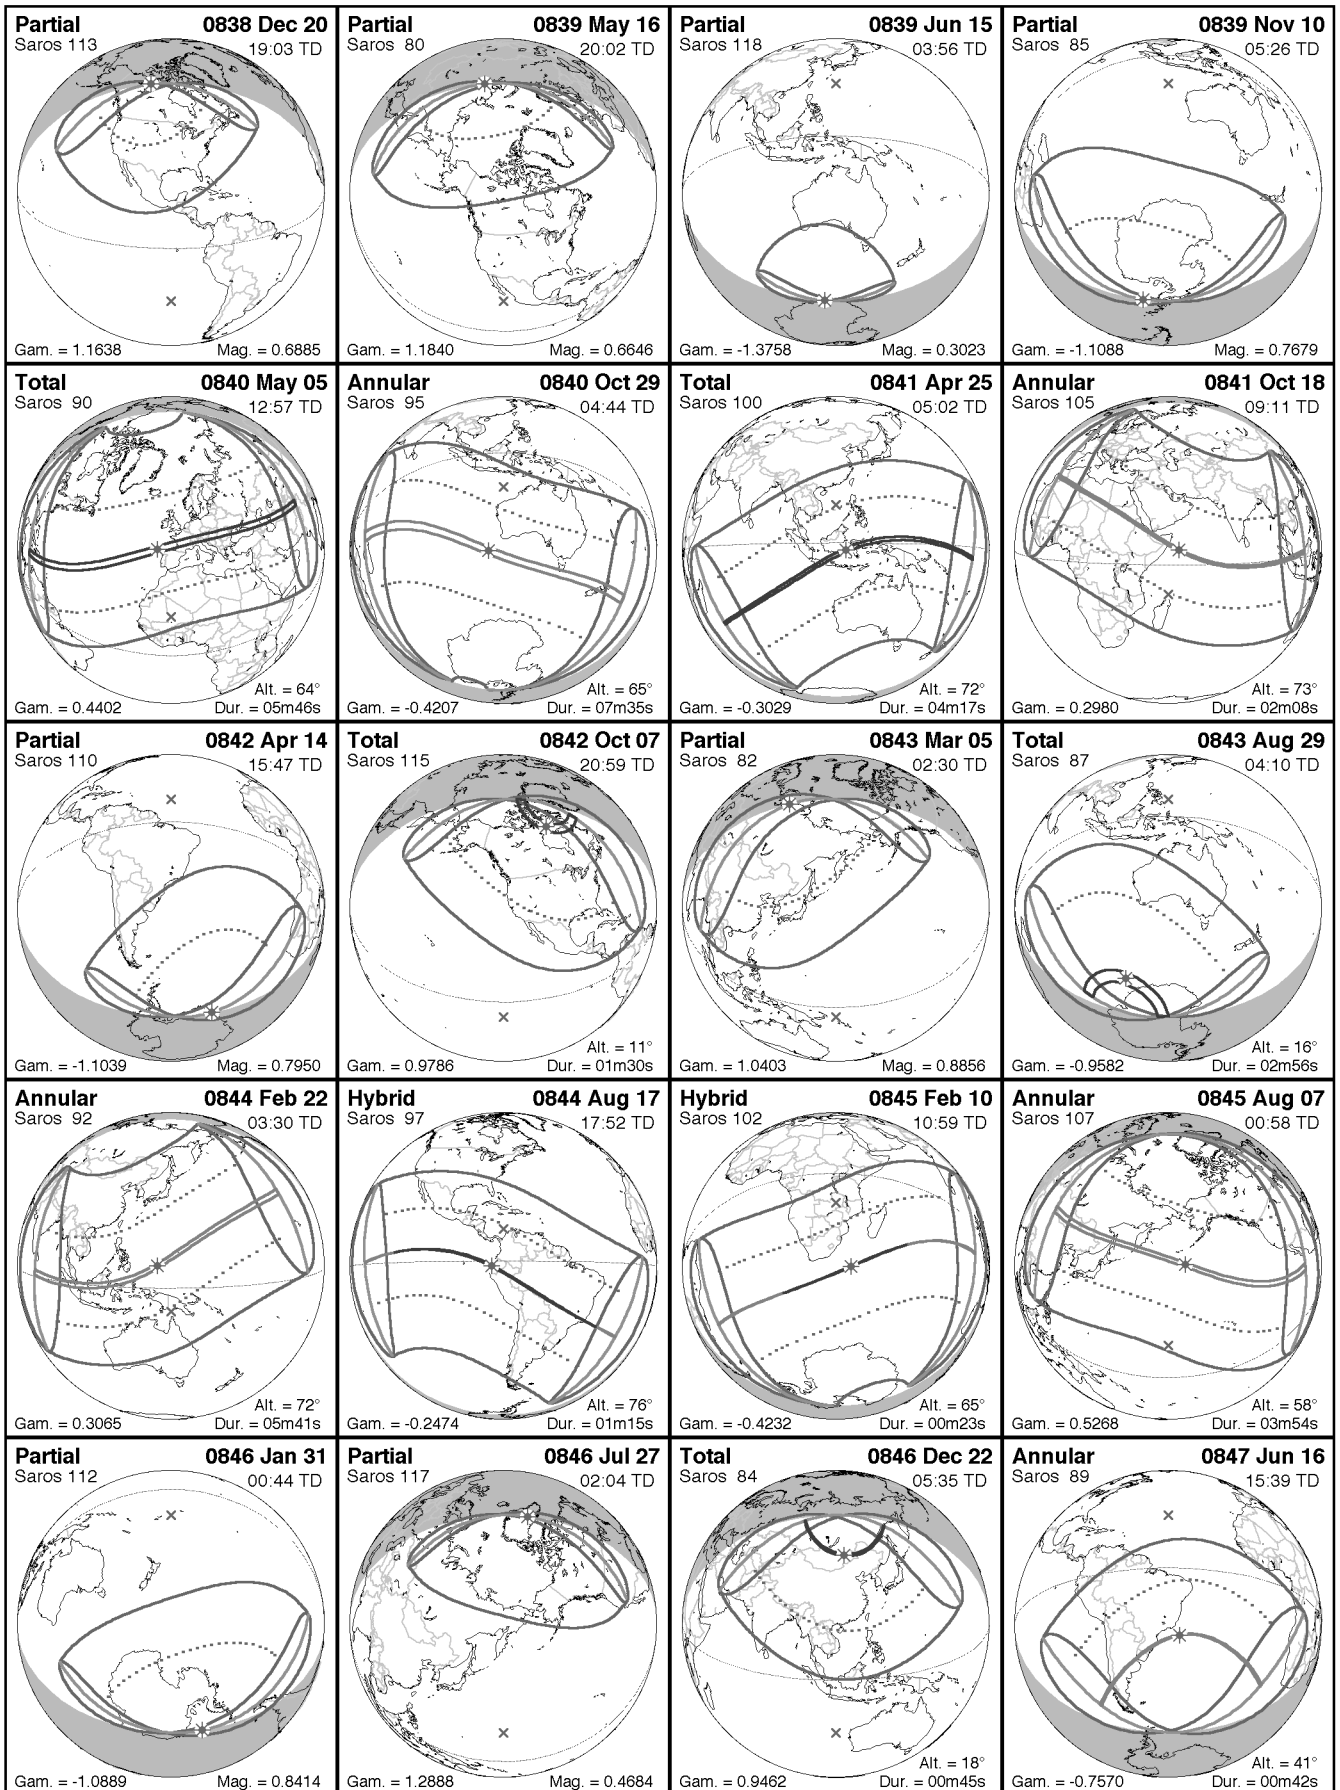 Partial 0838 Dec 20
Saros 113 19:03 TD
Gam. = 1.1638 Mag. = 0.6885
Partial 0839 May 16
Saros 80 20:02 TD
Gam. = 1.1840 Mag. = 0.6646
Partial 0839 Jun 15
Saros 118 03:56 TD
Gam. = -1.3758 Mag. = 0.3023
Partial 0839 Nov 10
Saros 85 05:26 TD
Gam. = -1.1088 Mag. = 0.7679
Total 0840 May 05
Saros 90 12:57 TD
Alt. = 64°
Gam. = 0.4402 Dur. = 05m46s
Annular 0840 Oct 29
Saros 95 04:44 TD
Alt. = 65°
Gam. = -0.4207 Dur. = 07m35s
Total 0841 Apr 25
Saros 100 05:02 TD
Alt. = 72°
Gam. = -0.3029 Dur. = 04m17s
Annular 0841 Oct 18
Saros 105 09:11 TD
Alt. = 73°
Gam. = 0.2980 Dur. = 02m08s
Partial 0842 Apr 14
Saros 110 15:47 TD
Gam. = -1.1039 Mag. = 0.7950
Total 0842 Oct 07
Saros 115 20:59 TD
Alt. = 11°
Gam. = 0.9786 Dur. = 01m30s
Partial 0843 Mar 05
Saros 82 02:30 TD
Gam. = 1.0403 Mag. = 0.8856
Total 0843 Aug 29
Saros 87 04:10 TD
Alt. = 16°
Gam. = -0.9582 Dur. = 02m56s
Annular 0844 Feb 22
Saros 92 03:30 TD
Alt. = 72°
Gam. = 0.3065 Dur. = 05m41s
Hybrid 0844 Aug 17
Saros 97 17:52 TD
Alt. = 76°
Gam. = -0.2474 Dur. = 01m15s
Hybrid 0845 Feb 10
Saros 102 10:59 TD
Alt. = 65°
Gam. = -0.4232 Dur. = 00m23s
Annular 0845 Aug 07
Saros 107 00:58 TD
Alt. = 58°
Gam. = 0.5268 Dur. = 03m54s
Partial 0846 Jan 31
Saros 112 00:44 TD
Gam. = -1.0889 Mag. = 0.8414
Partial 0846 Jul 27
Saros 117 02:04 TD
Gam. = 1.2888 Mag. = 0.4684
Total 0846 Dec 22
Saros 84 05:35 TD
Alt. = 18°
Gam. = 0.9462 Dur. = 00m45s
Annular 0847 Jun 16
Saros 89 15:39 TD
Alt. = 41°
Gam. = -0.7570 Dur. = 00m42s